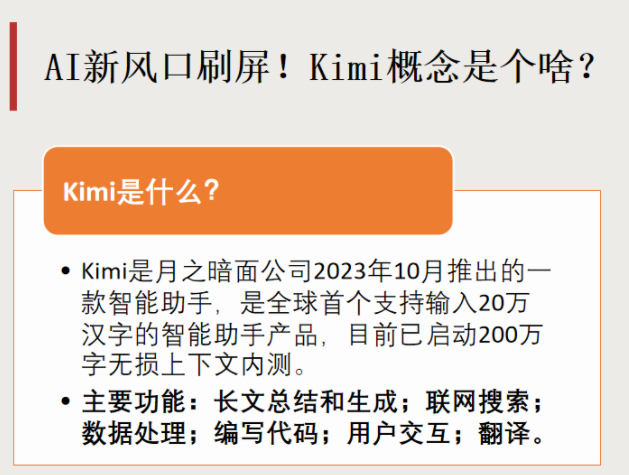 AI新风口刷屏！Kimi概念是个啥？
Kimi是什么？
• Kimi是月之暗面公司2023年10月推出的一
款智能助手，是全球首个支持输入20万
汉字的智能助手产品，目前已启动200万
字无损上下文内测。
• 主要功能：长文总结和生成；联网搜索；
数据处理；编写代码；用户交互；翻译。